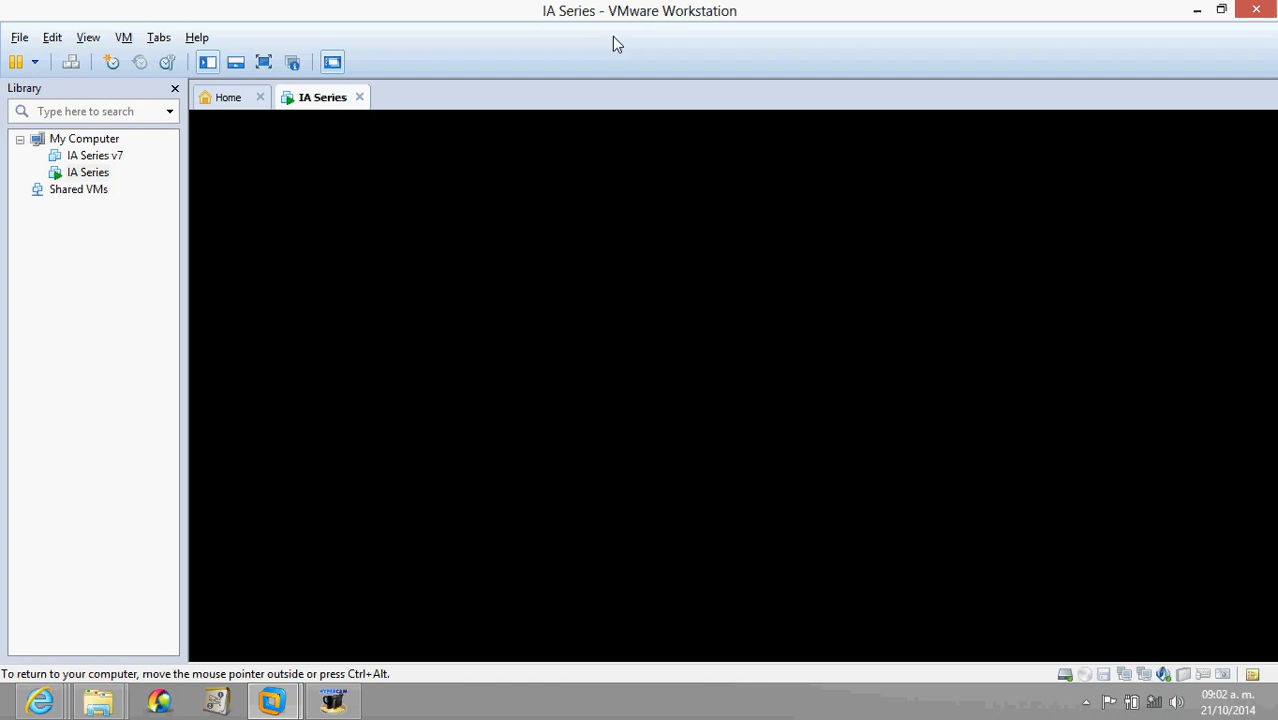 IA Series - VMware Workstation
File Edit View VM Tabs Help
Library
Type here to search
My Computer
IA Series v7
IA Series
Shared VMs
Home
IA Series
To return to your computer, move the mouse pointer outside or press Ctrl+Alt.
HYPERCAM
09:02 a. m.
21/10/2014